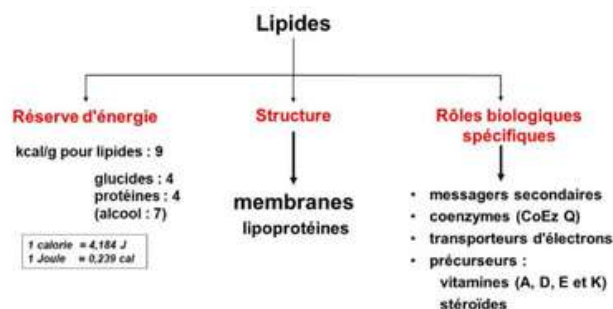 Lipides
Réserve d'énergie
kcal/g pour lipides : 9
glucides : 4
protéines : 4
(alcool : 7)
1 calorie = 4,184 J
1 Joule = 0,239 cal
Structure
membranes
lipoprotéines
Rôles biologiques
spécifiques
• messagers secondaires
• coenzymes (CoEz Q)
• transporteurs d'électrons
• précurseurs :
vitamines (A, D, E et K)
stéroïdes